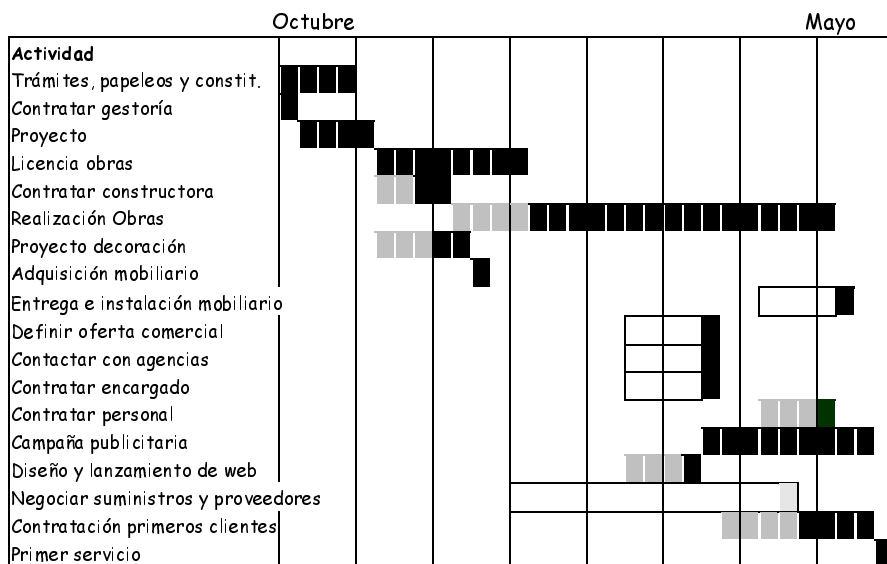 Octubre Mayo
Actividad
Trámites, papeleos y constit.
Contratar gestoría
Proyecto
Licencia obras
Contratar constructora
Realización Obras
Proyecto decoración
Adquisición mobiliario
Entrega e instalación mobiliario
Definir oferta comercial
Contactar con agencias
Contratar encargado
Contratar personal
Campaña publicitaria
Diseño y lanzamiento de web
Negociar suministros y proveedores
Contratación primeros clientes
Primer servicio